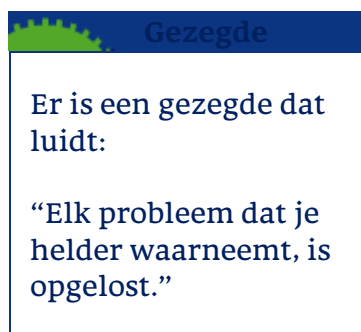 Gezegde
Er is een gezegde dat
luidt:
“Elk probleem dat je
helder waarneemt, is
opgelost.”